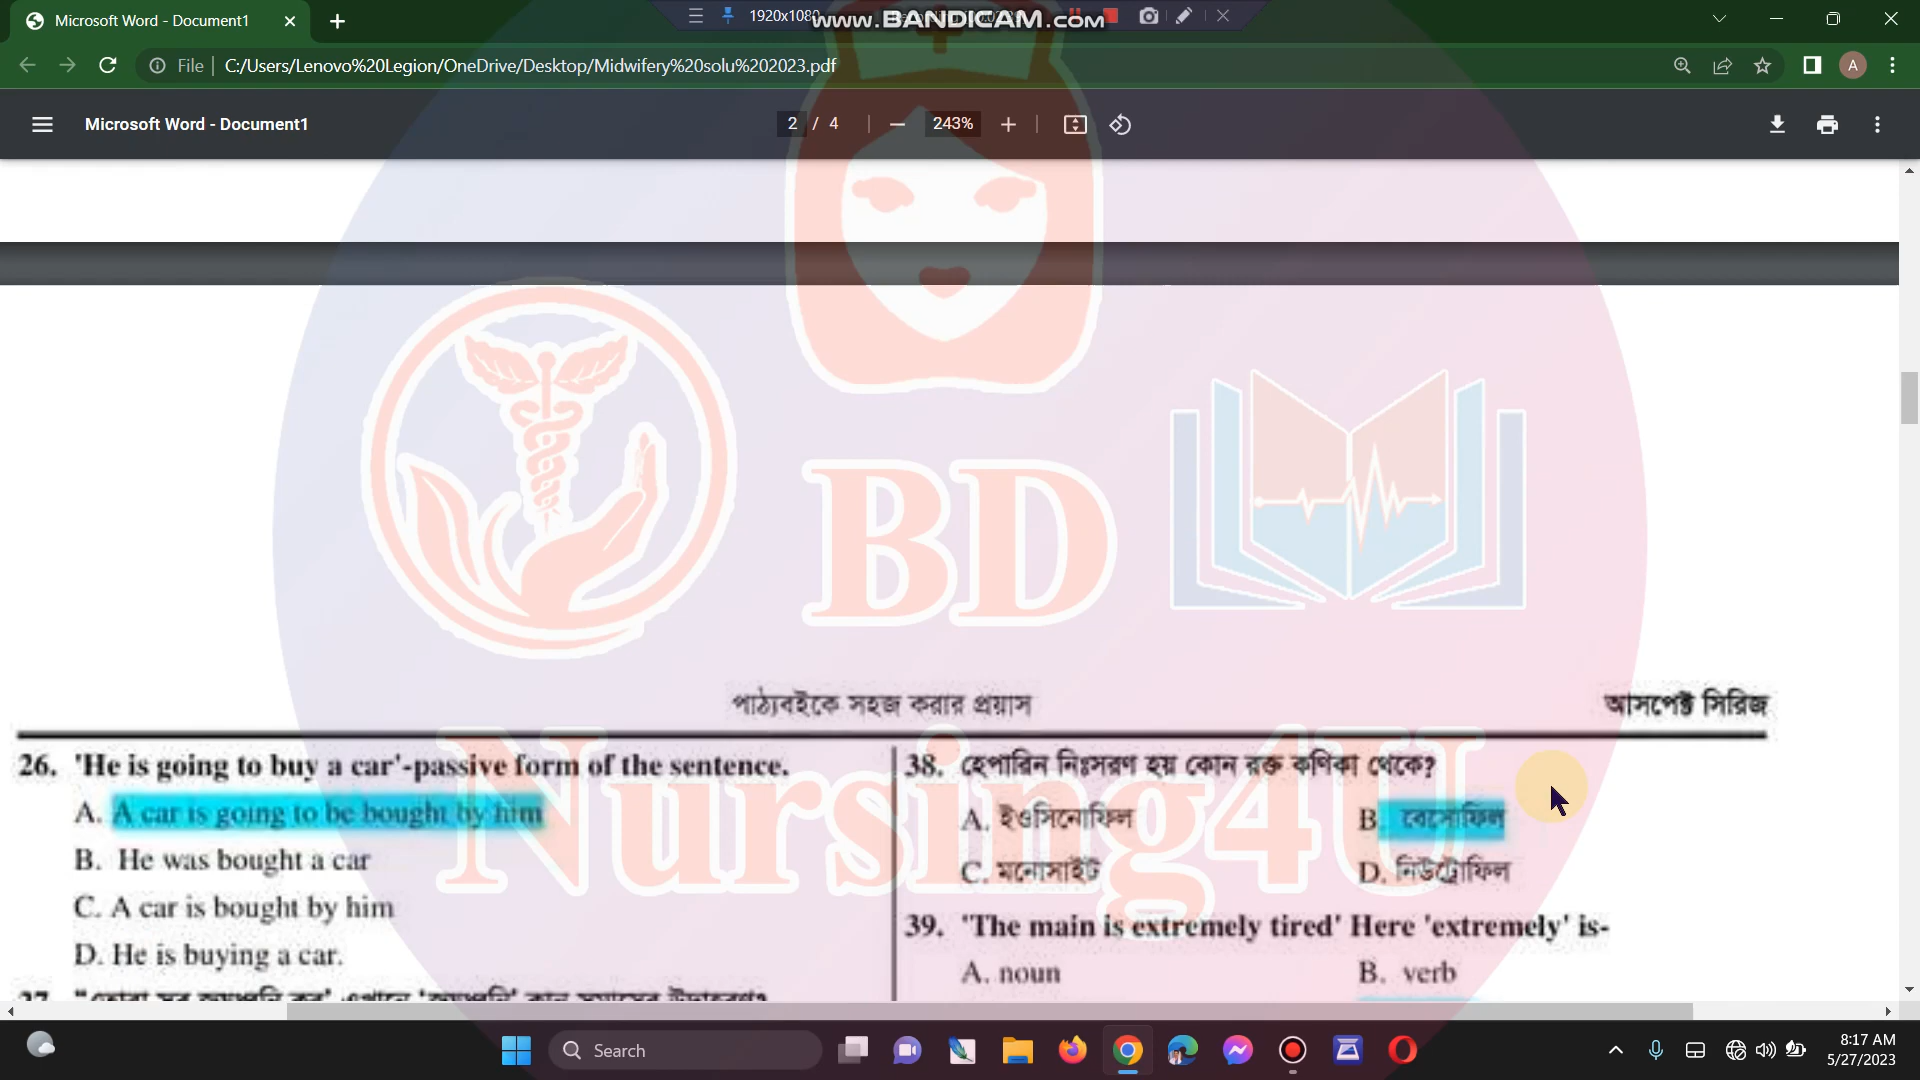 Microsoft Word - Document1
www.BANDICAM.com
1920x1080
File
C:/Users/Lenovo%20Legion/OneDrive/Desktop/Midwifery%20solu%202023.pdf
A
Microsoft Word - Document1
2 / 4
243%
BD
Nursing4U
পাঠ্যবইকে সহজ করার প্রয়াস
আসপেক্ট সিরিজ
26. 'He is going to buy a car'-passive form of the sentence.
A. A car is going to be bought by him
B. He was bought a car
C. A car is bought by him
D. He is buying a car.
38. হেপারিন নিঃসরণ হয় কোন রক্ত কণিকা থেকে?
A. ইওসিনোফিল
B. বেসোফিল
C. মনোসাইট
D. নিউট্রোফিল
39. 'The main is extremely tired' Here 'extremely' is-
A. noun
B. verb
Search
8:17 AM
5/27/2023